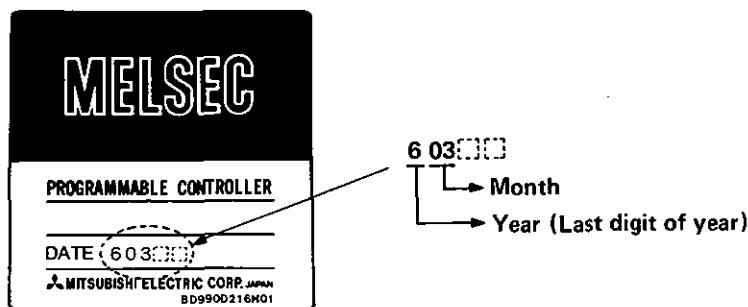 MELSEC
PROGRAMMABLE CONTROLLER
DATE 603
MITSUBISHI ELECTRIC CORP. JAPAN
BD990D216H01
6 03
Month
Year (Last digit of year)